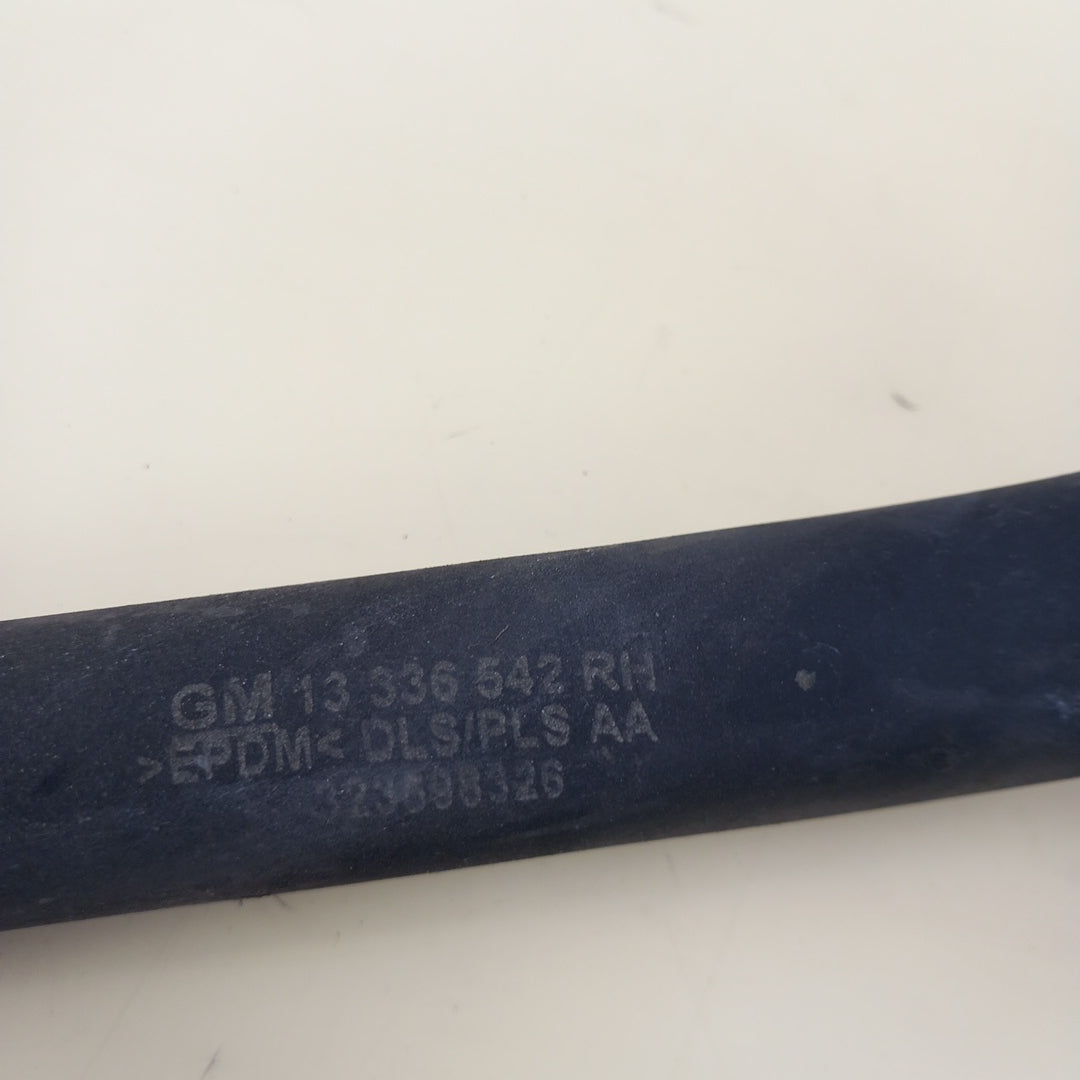 GM 13 336 542 RH
>EPDM< DLS/PLS AA